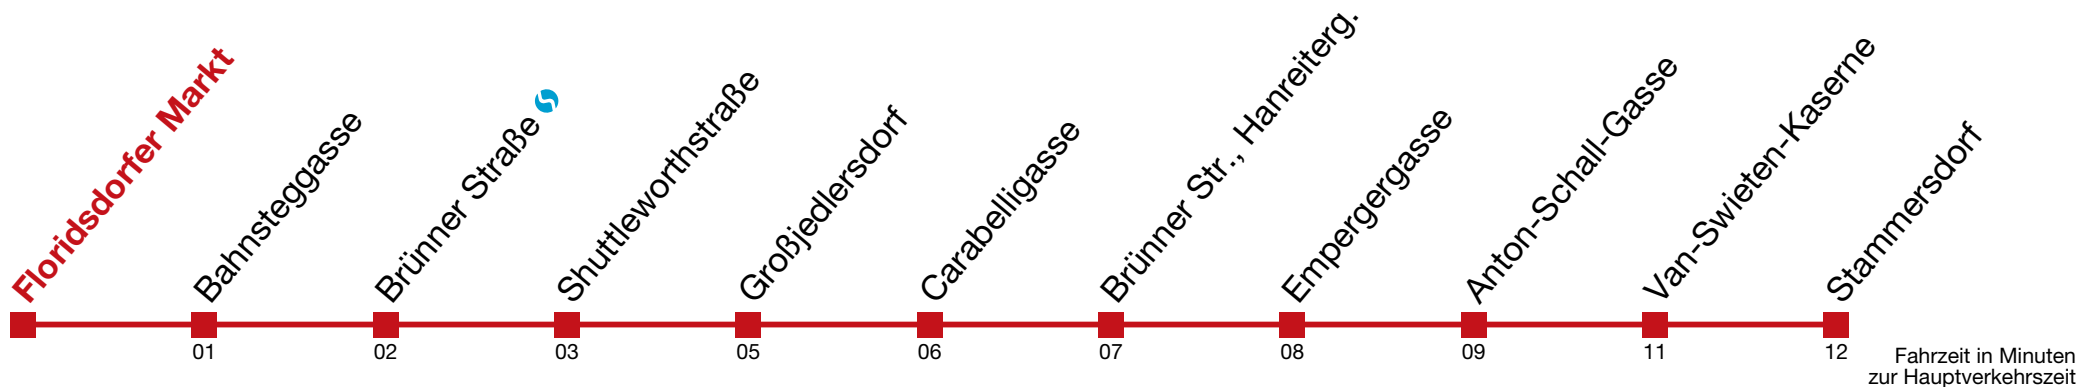 Floridsdorfer Markt
Bahnsteggasse
Brünner Straße
Shuttleworthstraße
Großjedlersdorf
Carabelligasse
Brünner Str., Hanreiterg.
Empergergasse
Anton-Schall-Gasse
Van-Swieten-Kaserne
Stammersdorf
01
02
03
05
06
07
08
09
11
12
Fahrzeit in Minuten
zur Hauptverkehrszeit